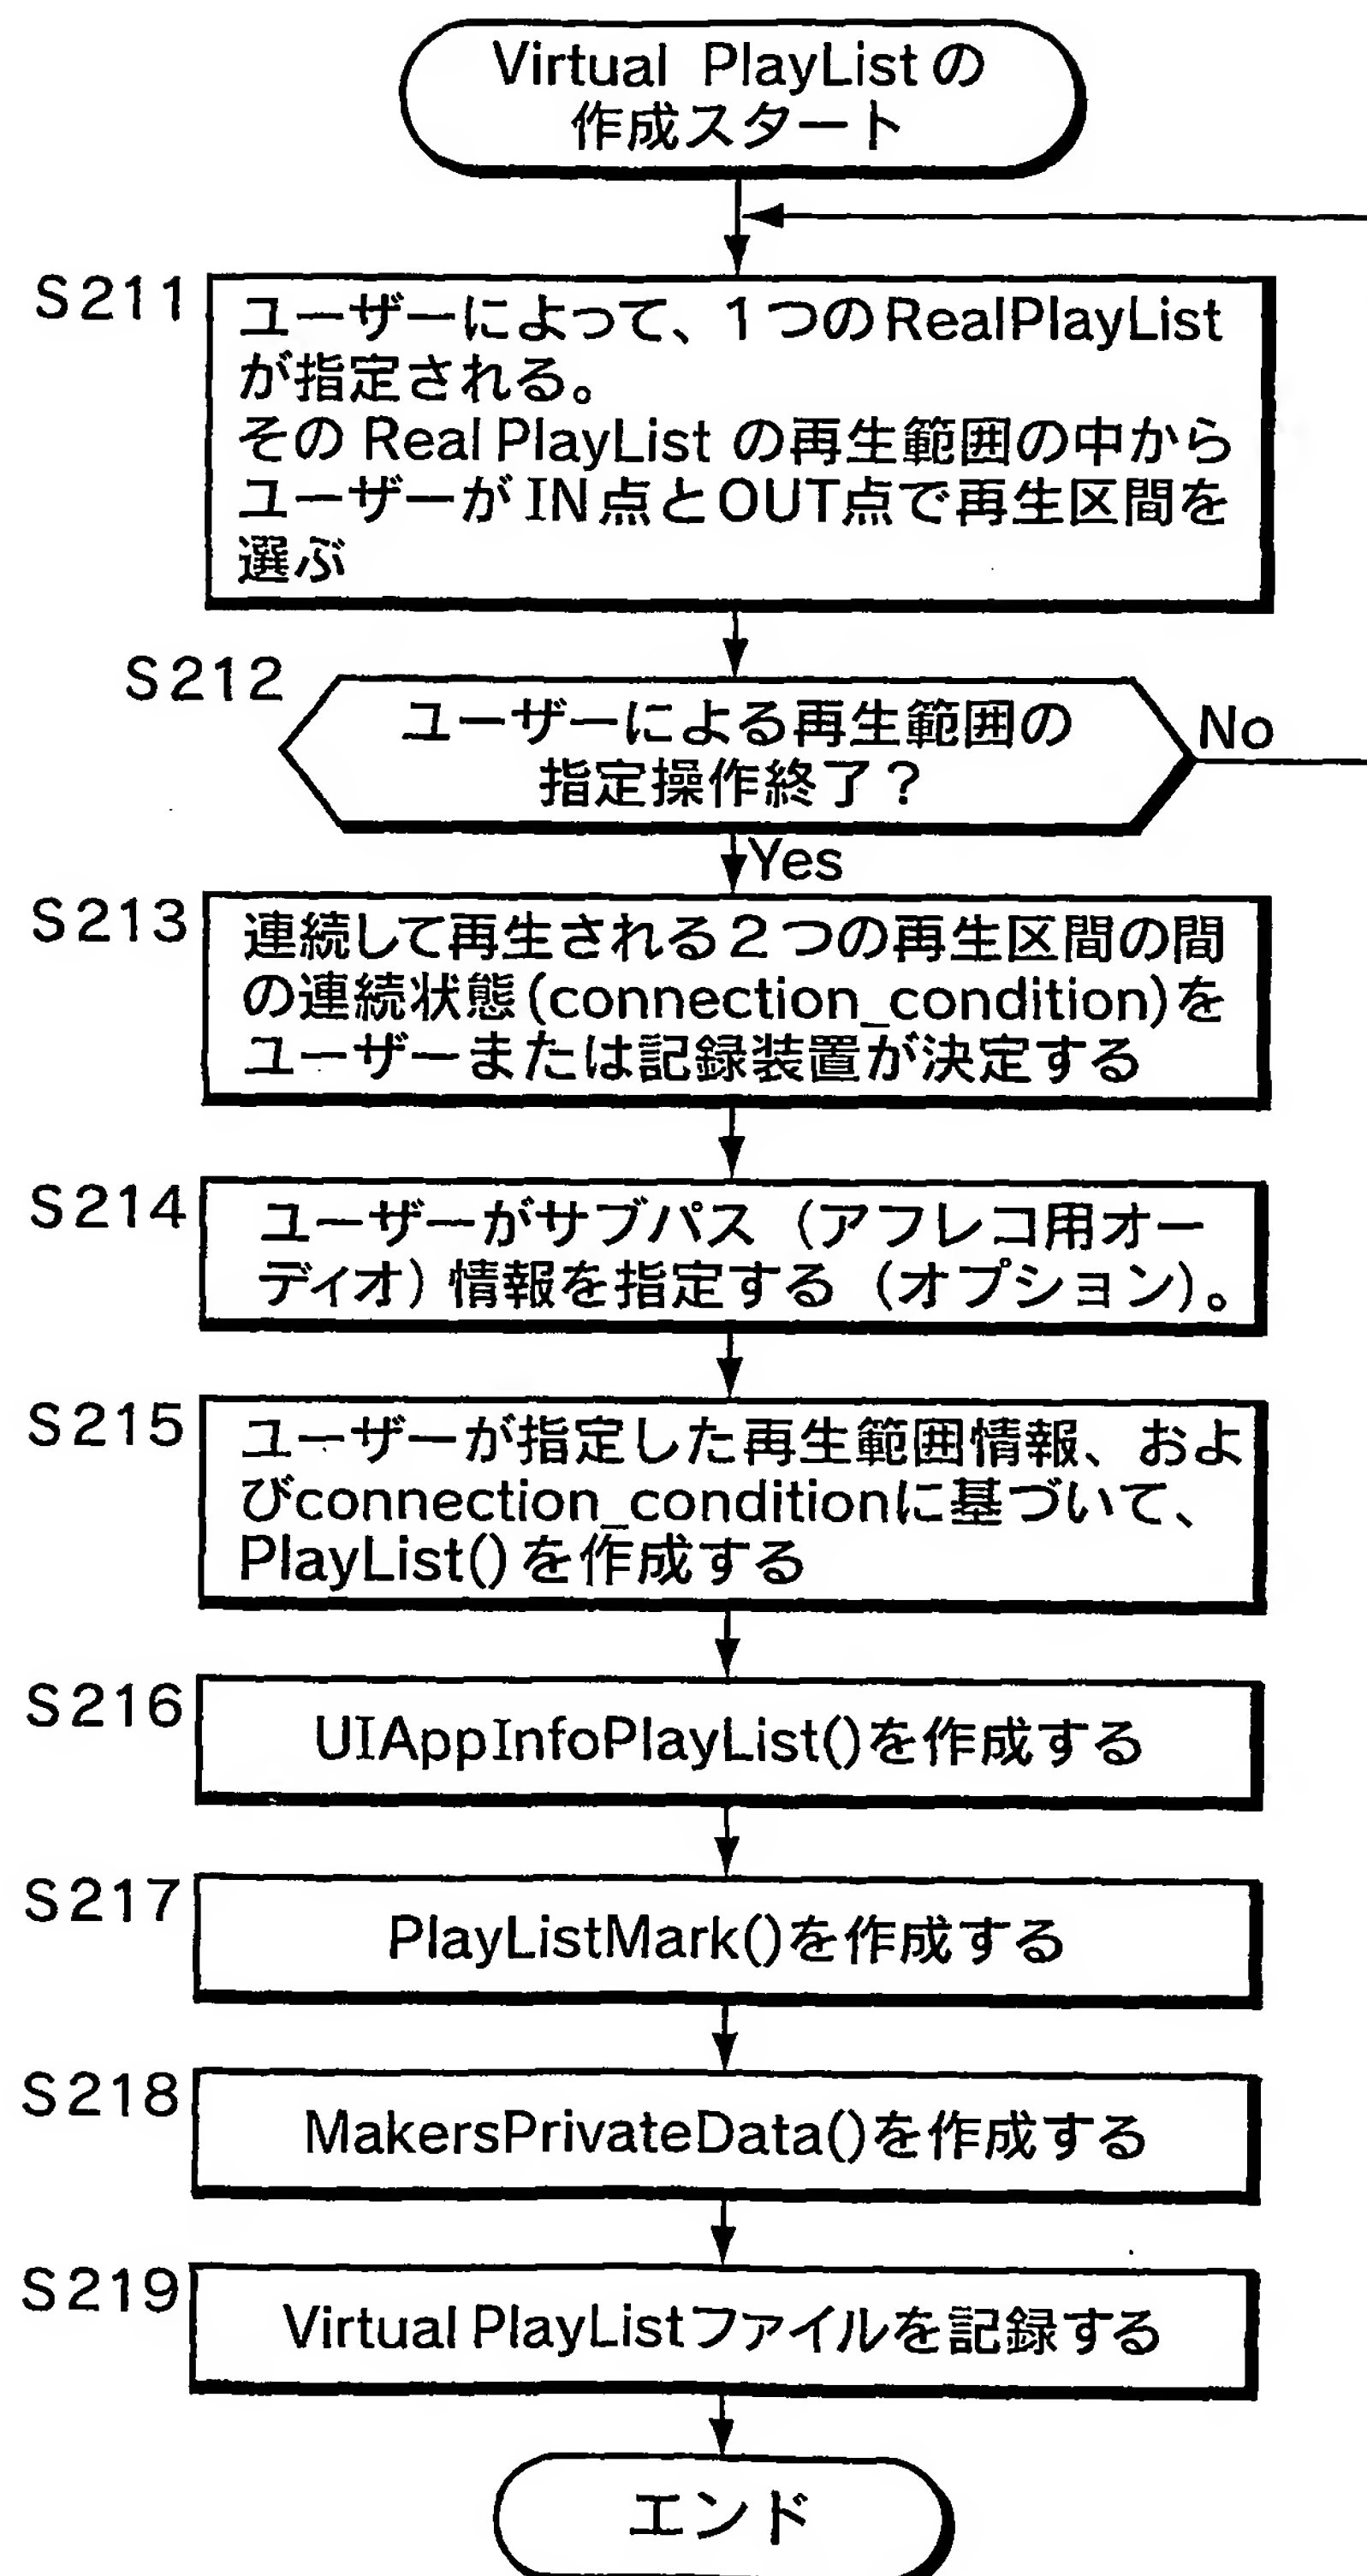 Virtual PlayListの
作成スタート
S211
ユーザーによって、1つのRealPlayList
が指定される。
その Real PlayList の再生範囲の中から
ユーザーがIN点とOUT点で再生区間を
選ぶ
S212
ユーザーによる再生範囲の
指定操作終了？
No
Yes
S213
連続して再生される2つの再生区間の間
の連続状態(connection_condition)を
ユーザーまたは記録装置が決定する
S214
ユーザーがサブパス（アフレコ用オー
ディオ）情報を指定する（オプション）。
S215
ユーザーが指定した再生範囲情報、およ
びconnection_conditionに基づいて、
PlayList()を作成する
S216
UIAppInfoPlayList()を作成する
S217
PlayListMark()を作成する
S218
MakersPrivateData()を作成する
S219
Virtual PlayListファイルを記録する
エンド